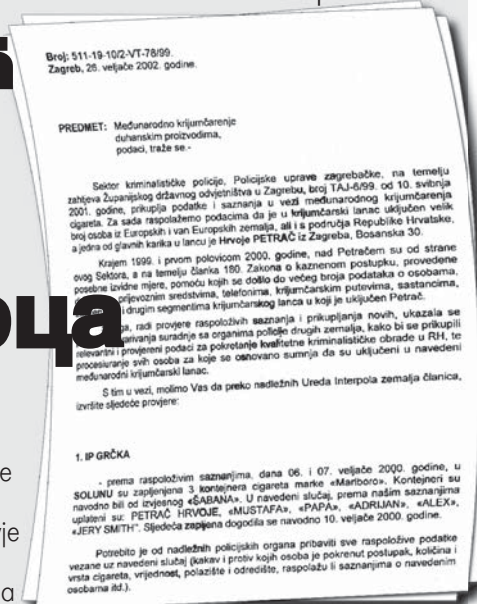 Broj: 511-19-10/2-VT-78/99.
Zagreb, 26. veljače 2002. godine.
PREDMET: Međunarodno krijumčarenje
duhanskim proizvodima,
podaci, traže se.-
Sektor kriminalističke policije, Policijske uprave zagrebačke, na temelju
zahtjeva Županijskog državnog odvjetništva u Zagrebu, broj TAJ-6/99. od 10. svibnja
2001. godine, prikuplja podatke i saznanja u vezi međunarodnog krijumčarenja
cigareta. Za sada raspolažemo podacima da je u krijumčarski lanac uključen velik
broj osoba iz Europskih i van Europskih zemalja, ali i s područja Republike Hrvatske,
a jedna od glavnih karika u lancu je Hrvoje PETRAČ iz Zagreba, Bosanska 30.
Krajem 1999. i prvom polovicom 2000. godine, nad Petračem su od strane
ovog Sektora, a na temelju članka 180. Zakona o kaznenom postupku, provedene
posebne izvidne mjere, pomoću kojih se došlo do većeg broja podataka o osobama,
prijevoznim sredstvima, telefonima, krijumčarskim putevima, sastancima,
i drugim segmentima krijumčarskog lanca u koji je uključen Petrač.
radi provjere raspoloživih saznanja i prikupljanja novih, ukazala se
suradnje sa organima policije drugih zemalja, kako bi se prikupili
relevantni i provjereni podaci za pokretanje kvalitetne kriminalističke obrade u RH, te
procesuiranje svih osoba za koje se osnovano sumnja da su uključeni u navedeni
međunarodni krijumčarski lanac.
S tim u vezi, molimo Vas da preko nadležnih Ureda Interpola zemalja članica,
izvršite sljedeće provjere:
1. IP GRČKA
- prema raspoloživim saznanjima, dana 06. i 07. veljače 2000. godine, u
SOLUNU su zapljenjena 3 kontejnera cigareta marke «Marlboro». Kontejneri su
navodno bili od izvjesnog «ŠABANA». U navedeni slučaj, prema našim saznanjima
upleteni su: PETRAČ HRVOJE, «MUSTAFA», «PAPA», «ADRIJAN», «ALEX»,
«JERY SMITH". Sljedeća zapljena dogodila se navodno 10. veljače 2000. godine.
Potrebito je od nadležnih policijskih organa pribaviti sve raspoložive podatke
vezane uz navedeni slučaj (kakav i protiv kojih osoba je pokrenut postupak, količina i
vrsta cigareta, vrijednost, polazište i odredište, raspolažu li saznanjima o navedenim
osobama itd.).